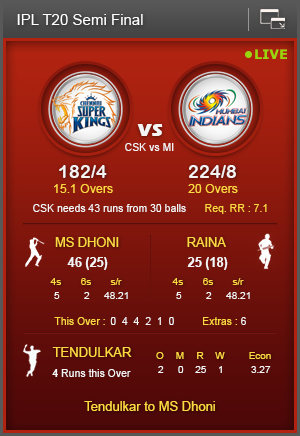 IPL T20 Semi Final
LIVE
CHENNAI
SUPER
KINGS
MUMBAI
INDIANS
vs
CSK vs MI
182/4
224/8
15.1 Overs
20 Overs
CSK needs 43 runs from 30 balls Req. RR : 7.1
MS DHONI
RAINA
46 (25)
25 (18)
4s 6s s/r
4s 6s s/r
5 2 48.21
5 2 48.21
This Over : 0 4 4 2 1 0 Extras : 6
TENDULKAR
O M R W Econ
4 Runs this Over
2 0 25 1 3.27
Tendulkar to MS Dhoni